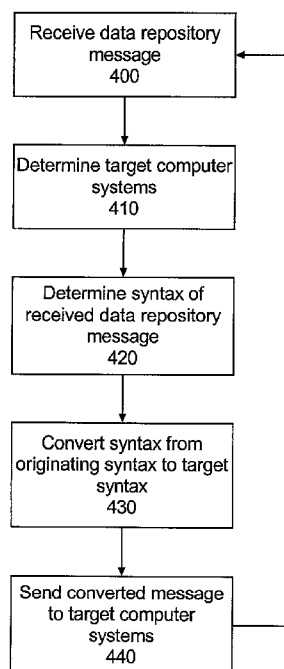 Receive data repository
message
400
Determine target computer
systems
410
Determine syntax of
received data repository
message
420
Convert syntax from
originating syntax to target
syntax
430
Send converted message
to target computer
systems
440